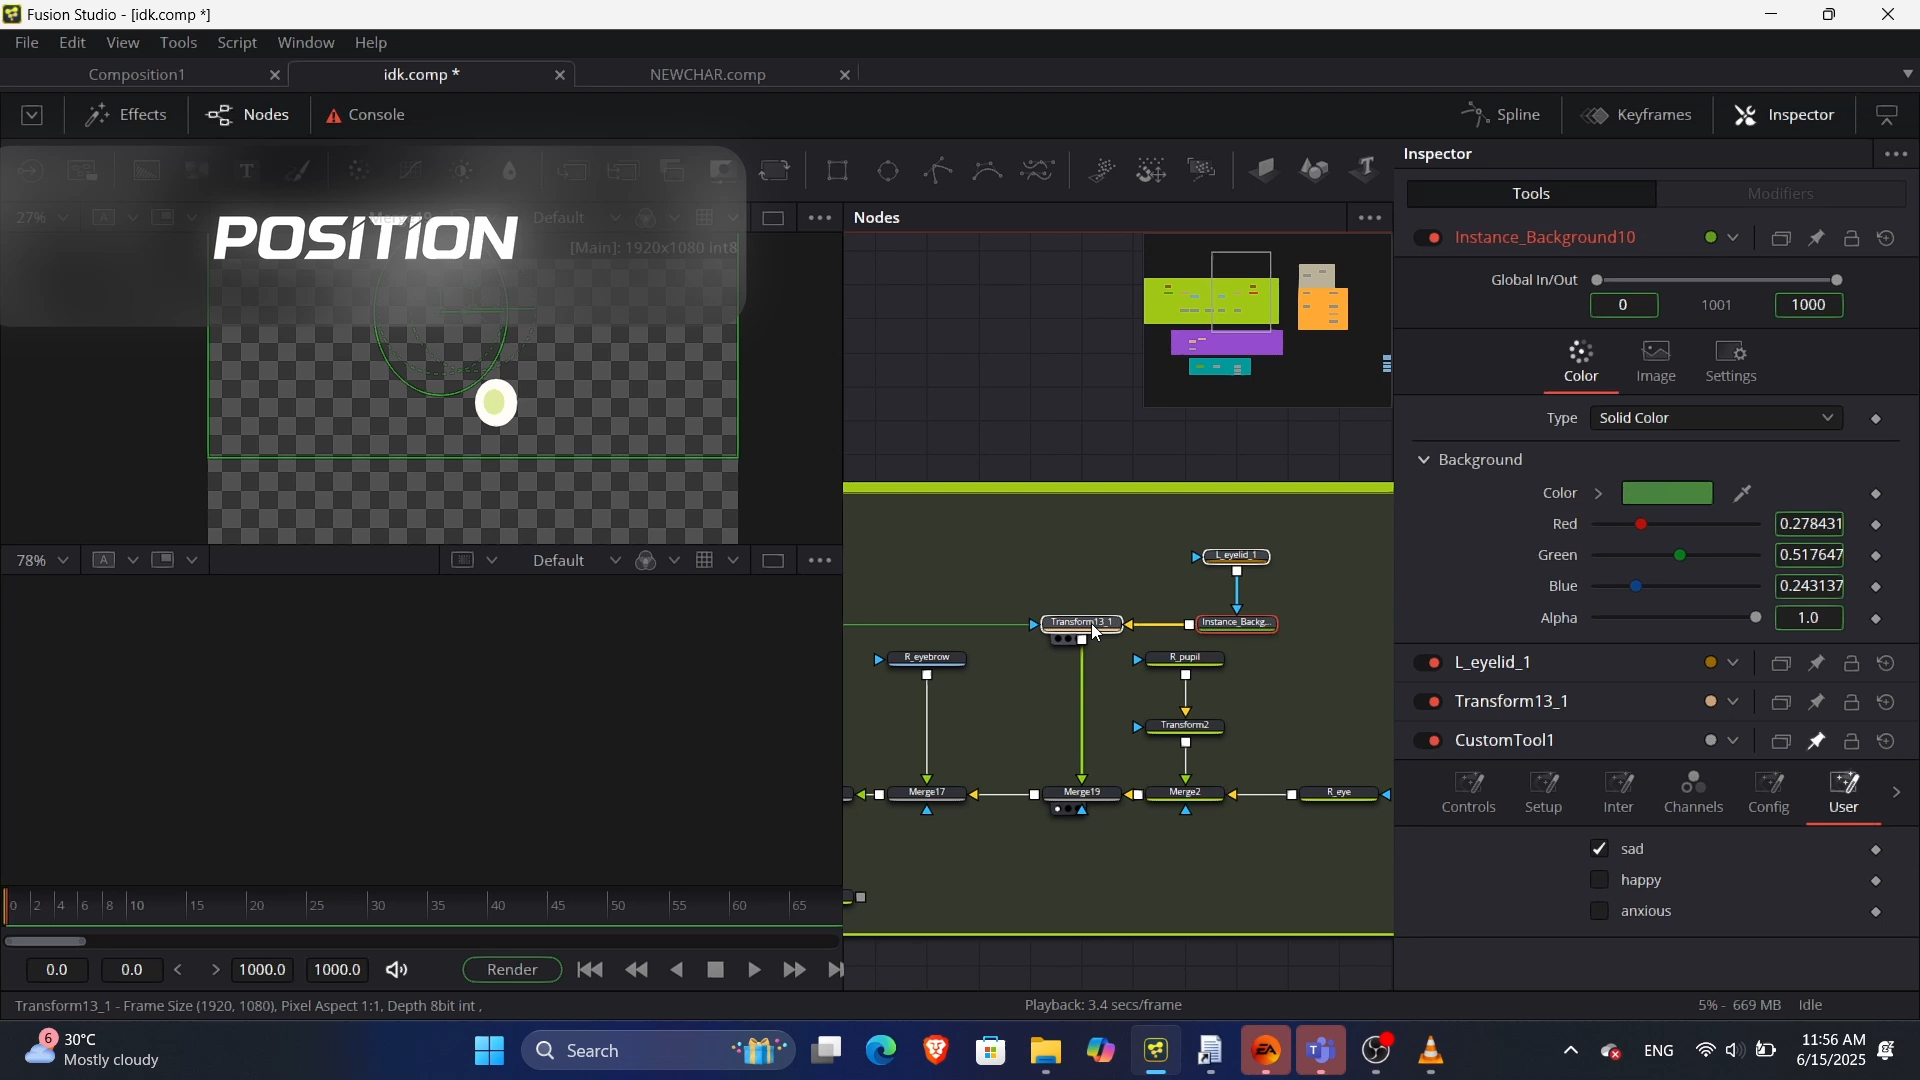 Fusion Studio - [idk.comp *]
File Edit View Tools Script Window Help
Composition1 idk.comp * NEWCHAR.comp
Effects Nodes Console Spline Keyframes Inspector
POSITION
27% A Default
[Main]: 1920x1080 int8
Nodes
Inspector
Tools Modifiers
Instance_Background10
Global In/Out
0 1001 1000
Color Image Settings
Type Solid Color
Background
Color
Red 0.278431
Green 0.517647
Blue 0.243137
Alpha 1.0
L_eyelid_1
Transform13_1
CustomTool1
Controls Setup Inter Channels Config User
sad
happy
anxious
L_eyelid_1
Transform13_1 Instance_Backg...
R_eyebrow R_pupil
Transform2
Merge17 Merge19 Merge2 R_eye
78% A Default
0 2 4 6 8 10 15 20 25 30 35 40 45 50 55 60 65
0.0 0.0 1000.0 1000.0 Render
Transform13_1 - Frame Size (1920, 1080), Pixel Aspect 1:1, Depth 8bit int ,
Playback: 3.4 secs/frame
5% - 669 MB Idle
6 30°C
Mostly cloudy
Search
ENG
11:56 AM
6/15/2025